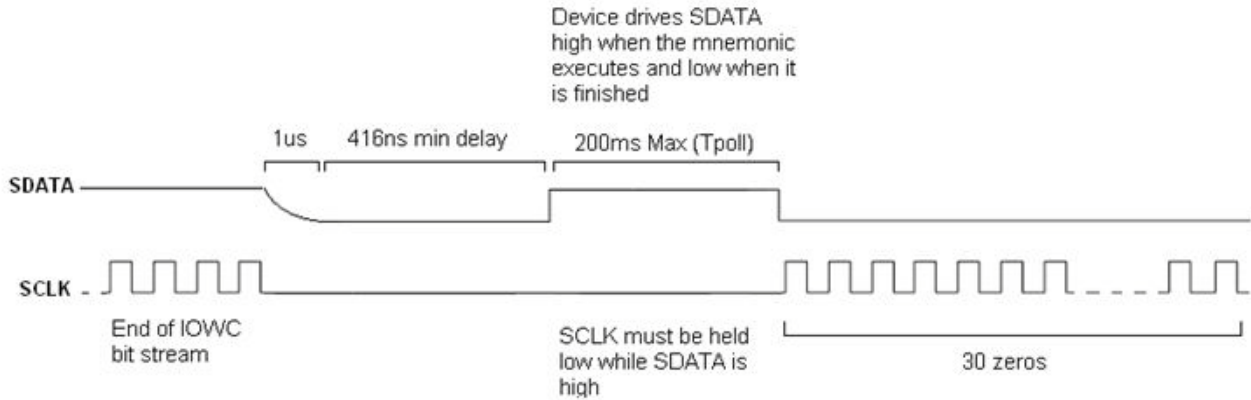 Device drives SDATA
high when the mnemonic
executes and low when it
is finished
1us
416ns min delay
200ms Max (Tpoll)
SDATA
SCLK
End of IOWC
bit stream
SCLK must be held
low while SDATA is
high
30 zeros